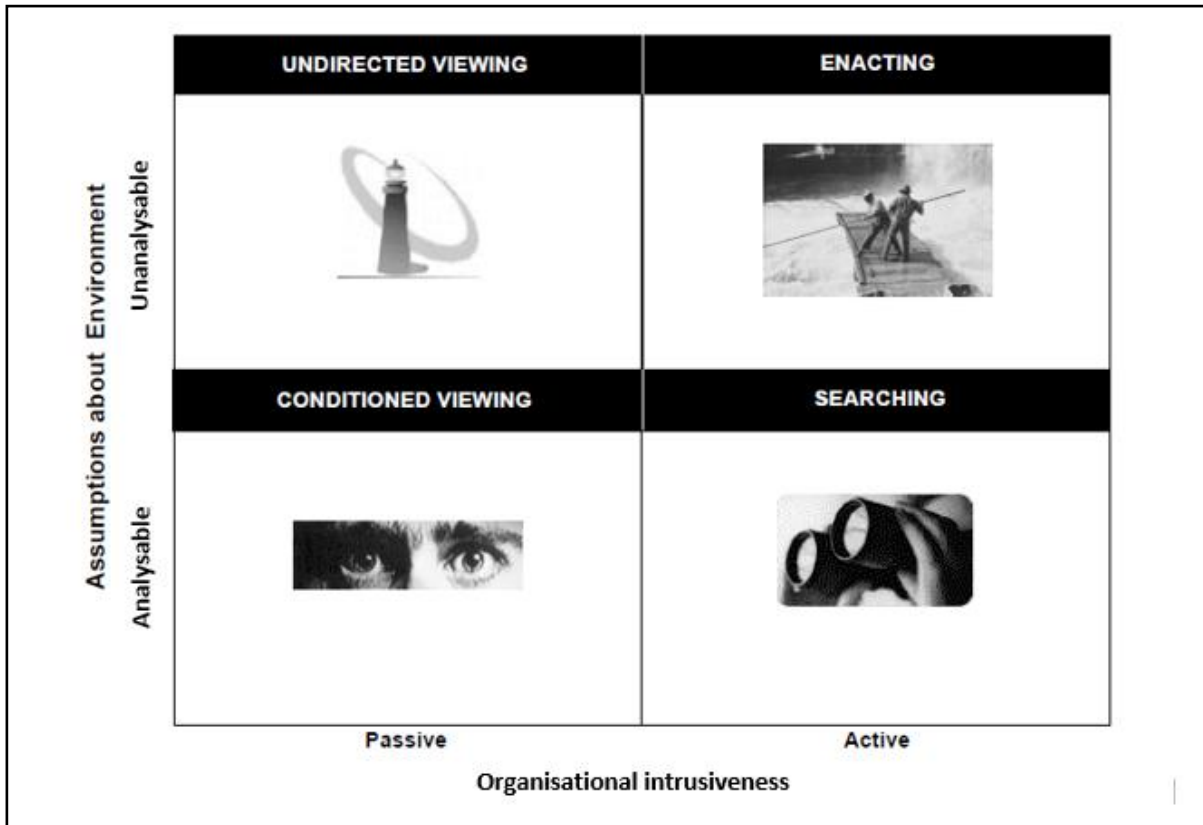 UNDIRECTED VIEWING
ENACTING
Assumptions about Environment
Unanalysable
CONDITIONED VIEWING
SEARCHING
Analysable
Passive
Active
Organisational intrusiveness